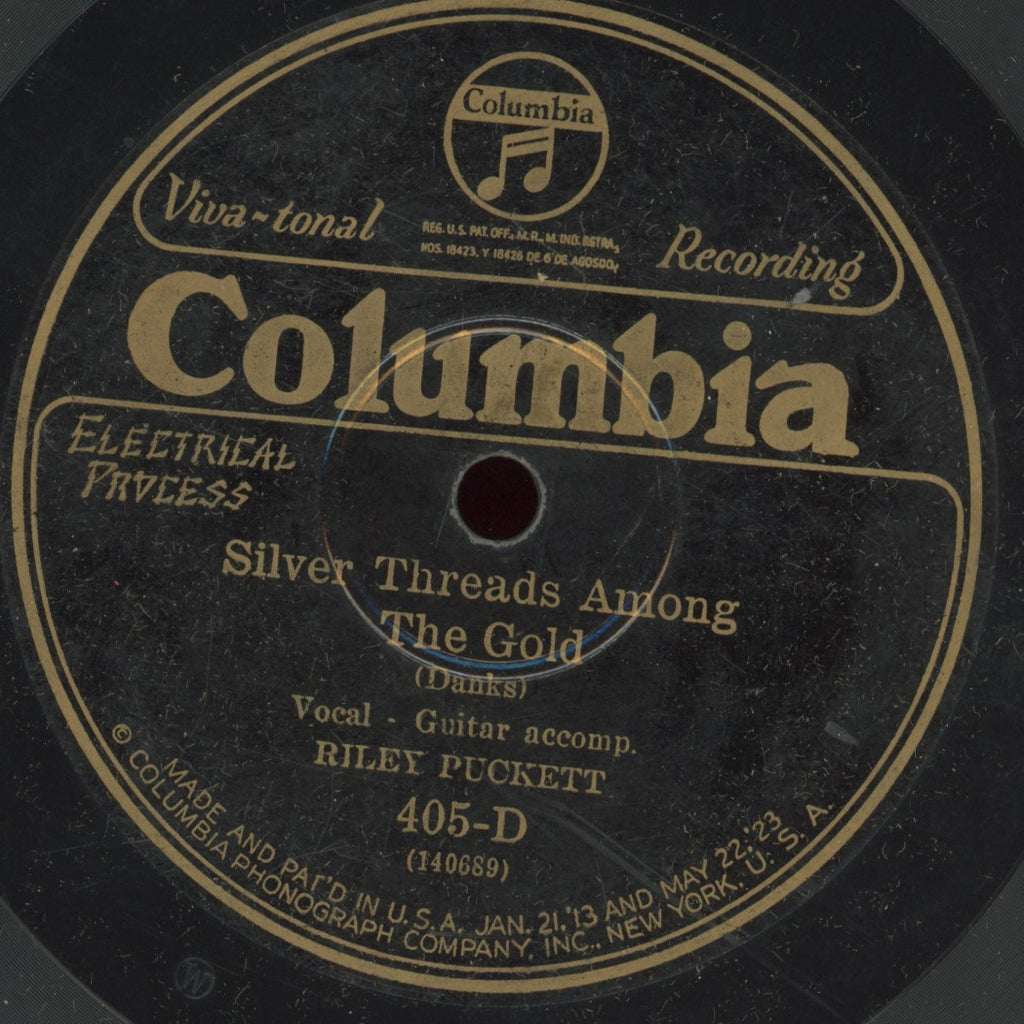 Columbia
Viva-tonal
REG. U.S. PAT. OFF., M.R., M. IND. RGTRA,
NOS. 18423, Y 18426 DE 6 DE AGOSDO,
Recording
Columbia
ELECTRICAL
PROCESS
Silver Threads Among
The Gold
(Danks)
Vocal - Guitar accomp.
RILEY PUCKETT
405-D
(140689)
MADE AND PAT'D IN U.S.A. JAN. 21,'13 AND MAY 22,'23
© COLUMBIA PHONOGRAPH COMPANY, INC., NEW YORK, U. S. A.
W